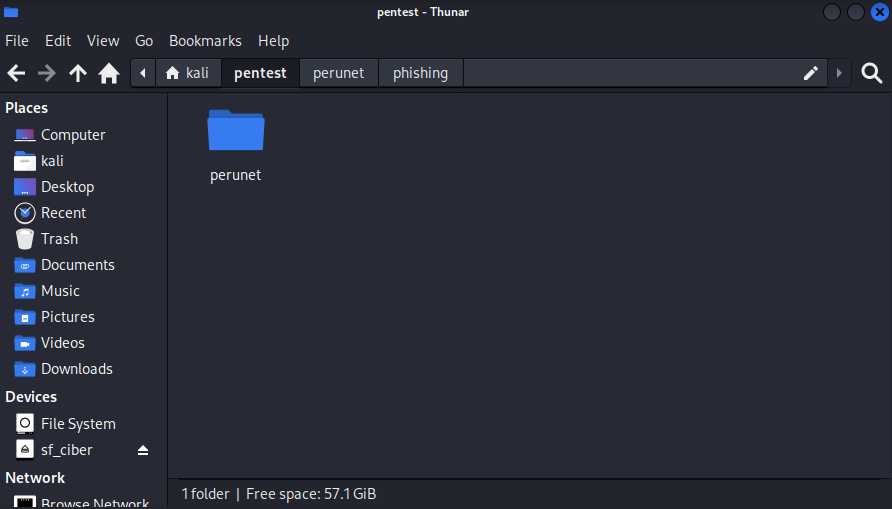 pentest - Thunar
File Edit View Go Bookmarks Help
kali pentest perunet phishing
Places
Computer
kali
Desktop
Recent
Trash
Documents
Music
Pictures
Videos
Downloads
Devices
File System
sf_ciber
Network
Browse Network
perunet
1 folder | Free space: 57.1 GiB